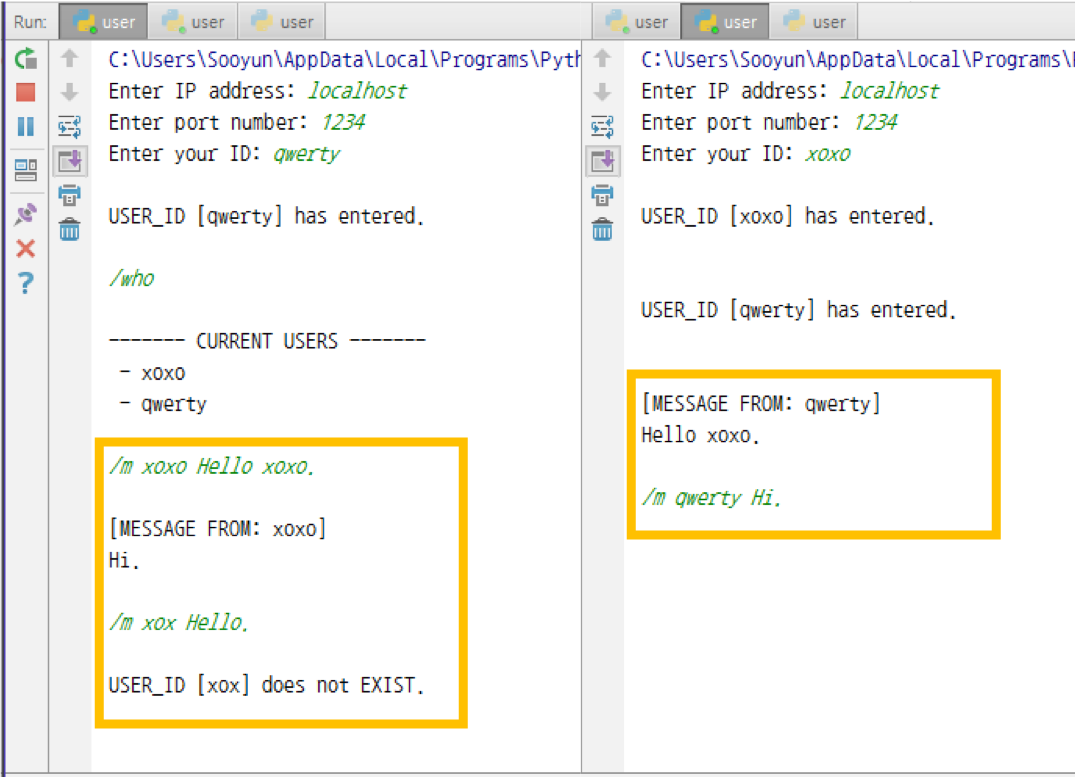 Run: user user user
C:\Users\Sooyun\AppData\Local\Programs\Pyth
Enter IP address: localhost
Enter port number: 1234
Enter your ID: qwerty
USER_ID [qwerty] has entered.
/who
------- CURRENT USERS -------
- xoxo
- qwerty
/m xoxo Hello xoxo.
[MESSAGE FROM: xoxo]
Hi.
/m xox Hello.
USER_ID [xox] does not EXIST.
user user user
C:\Users\Sooyun\AppData\Local\Programs\
Enter IP address: localhost
Enter port number: 1234
Enter your ID: xoxo
USER_ID [xoxo] has entered.
USER_ID [qwerty] has entered.
[MESSAGE FROM: qwerty]
Hello xoxo.
/m qwerty Hi.